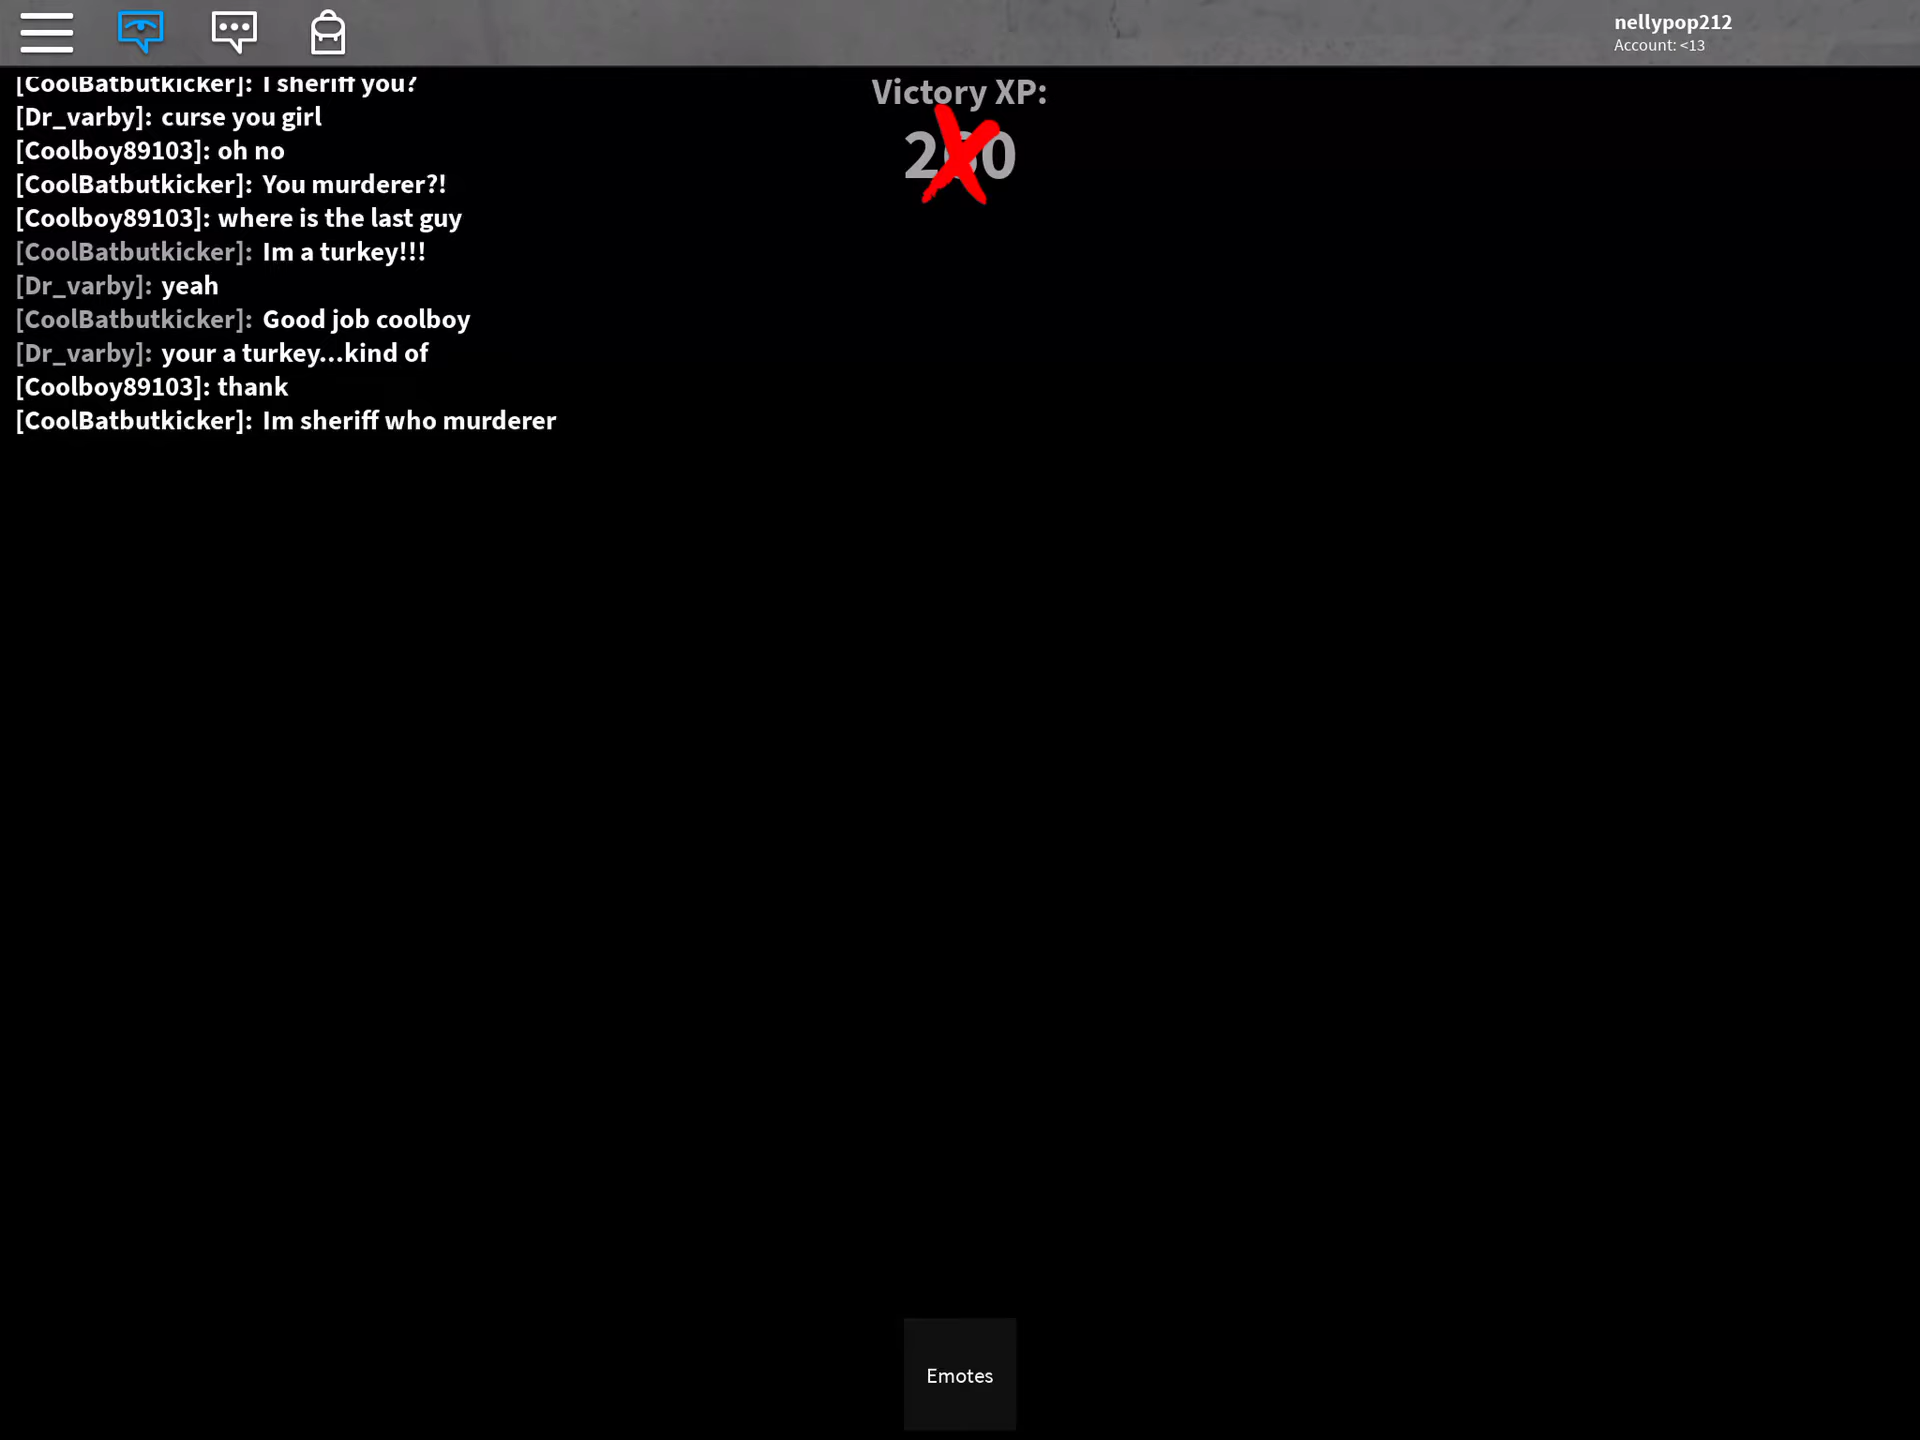 nellypop212
Account: <13
[CoolBatbutkicker]: I sheriff you?
[Dr_varby]: curse you girl
[Coolboy89103]: oh no
[CoolBatbutkicker]: You murderer?!
[Coolboy89103]: where is the last guy
[CoolBatbutkicker]: Im a turkey!!!
[Dr_varby]: yeah
[CoolBatbutkicker]: Good job coolboy
[Dr_varby]: your a turkey...kind of
[Coolboy89103]: thank
[CoolBatbutkicker]: Im sheriff who murderer
Victory XP:
Emotes